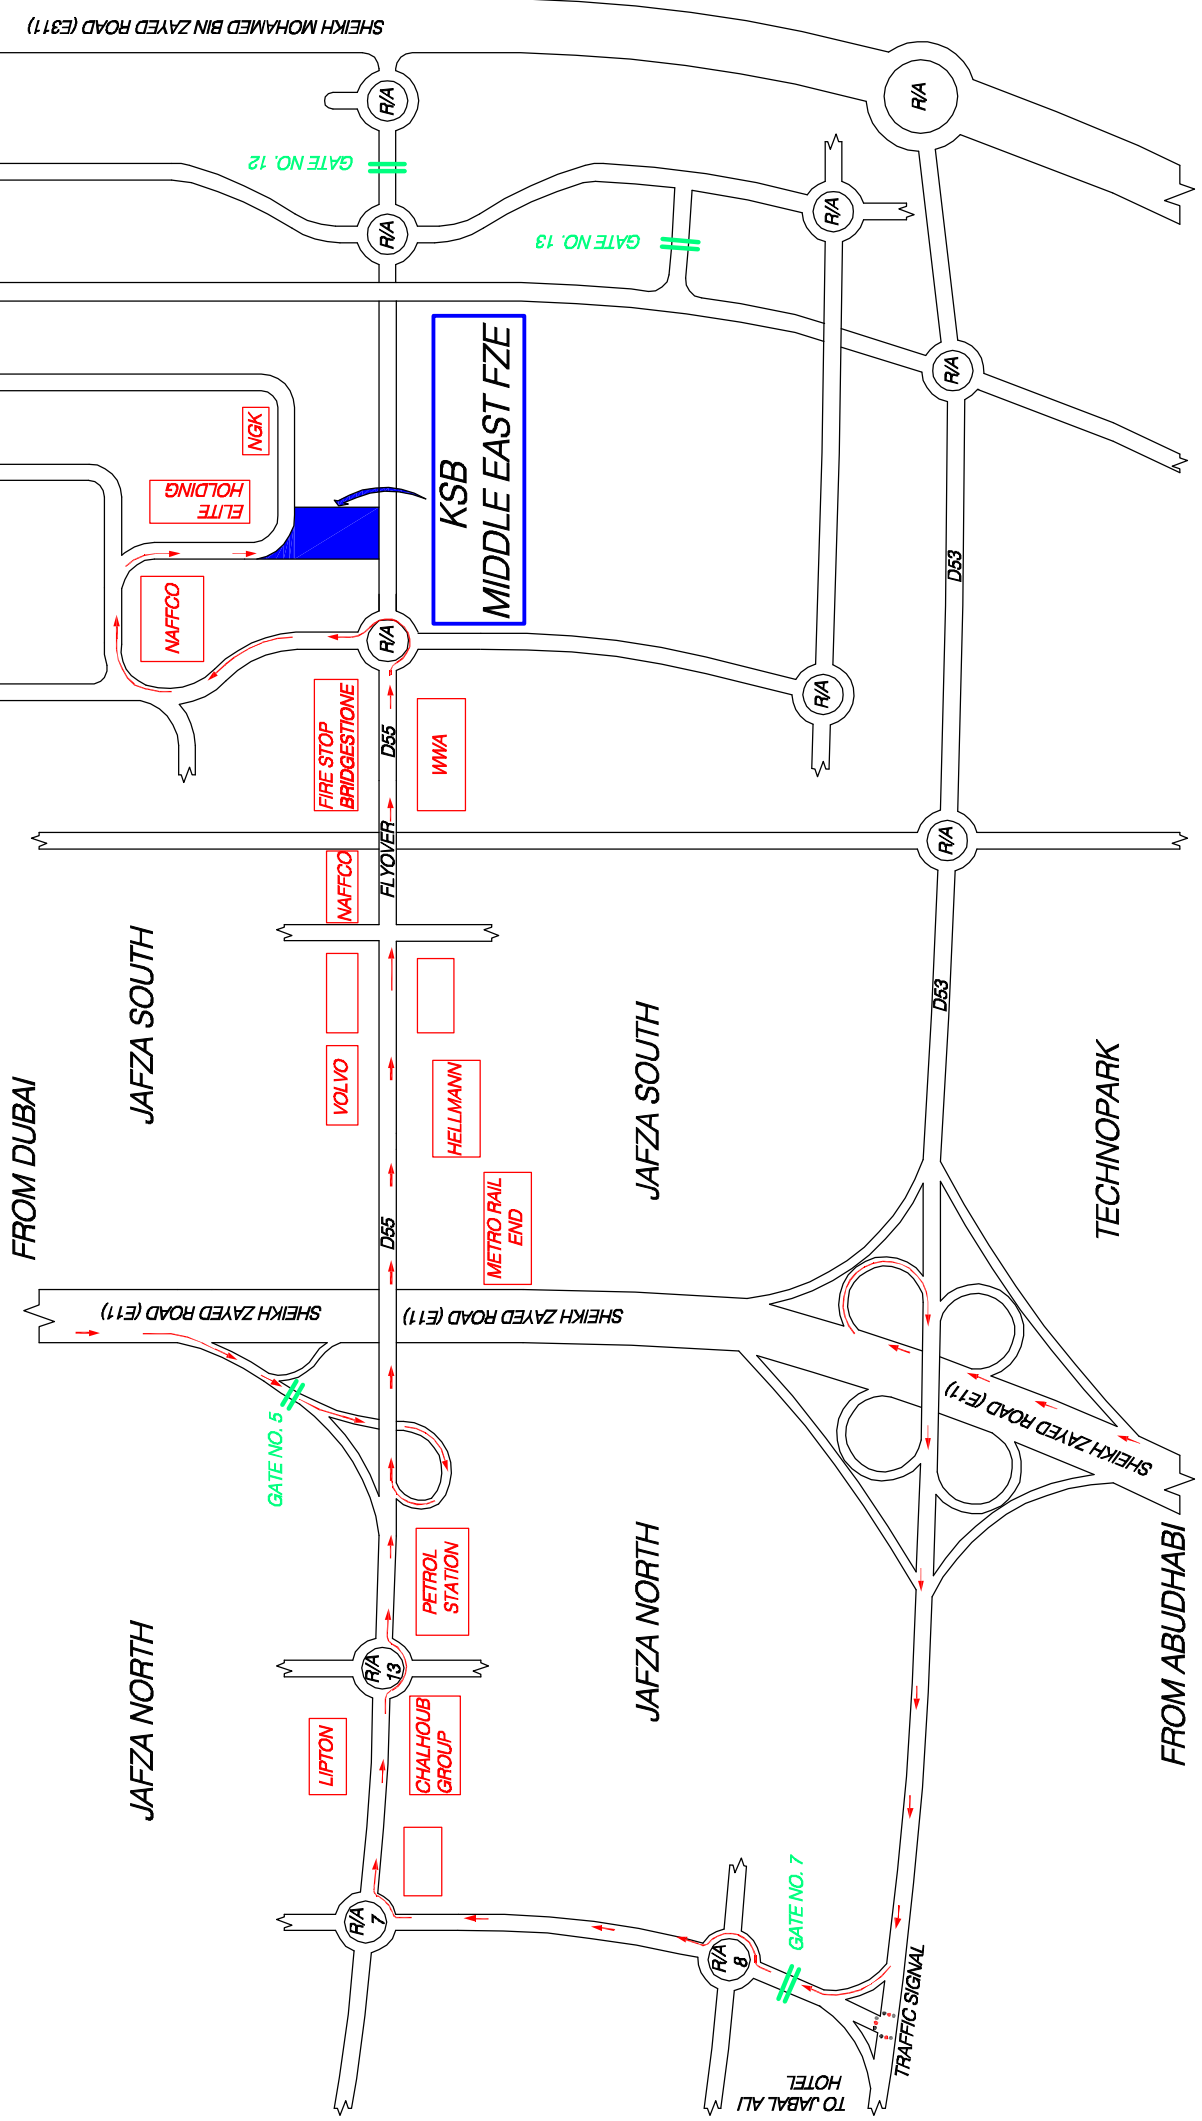 SHEIKH MOHAMED BIN ZAYED ROAD (E311)
R/A
R/A
GATE NO. 12
R/A
GATE NO. 13
R/A
R/A
NGK
ELITE
HOLDING
KSB
MIDDLE EAST FZE
NAFFCO
D53
R/A
R/A
FIRE STOP
BRIDGESTONE
D55
WWA
FLYOVER
NAFFCO
R/A
JAFZA SOUTH
D53
FROM DUBAI
VOLVO
HELLMANN
JAFZA SOUTH
TECHNOPARK
METRO RAIL
END
D55
SHEIKH ZAYED ROAD (E11)
SHEIKH ZAYED ROAD (E11)
SHEIKH ZAYED ROAD (E11)
GATE NO. 5
PETROL
STATION
JAFZA NORTH
JAFZA NORTH
FROM ABUDHABI
R/A
13
LIPTON
CHALHOUB
GROUP
R/A
7
R/A
8
GATE NO. 7
TRAFFIC SIGNAL
TO JABAL ALI
HOTEL